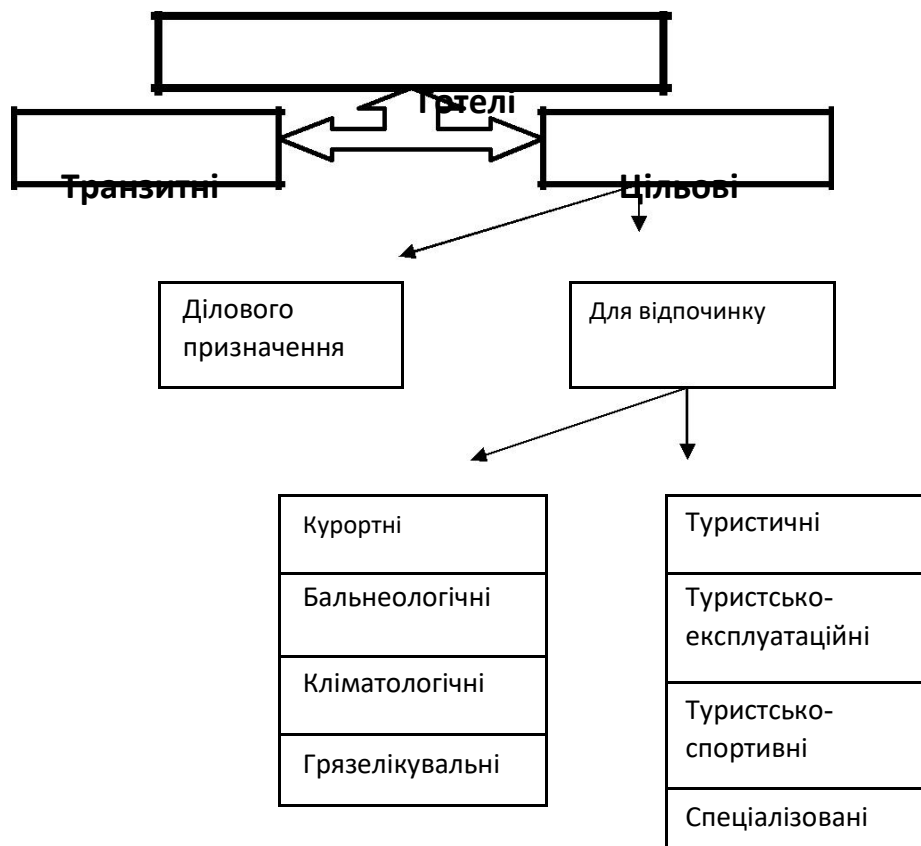 Готелі
Транзитні
Цільові
Ділового
призначення
Для відпочинку
Курортні
Бальнеологічні
Кліматологічні
Грязелікувальні
Туристичні
Туристсько-
експлуатаційні
Туристсько-
спортивні
Спеціалізовані